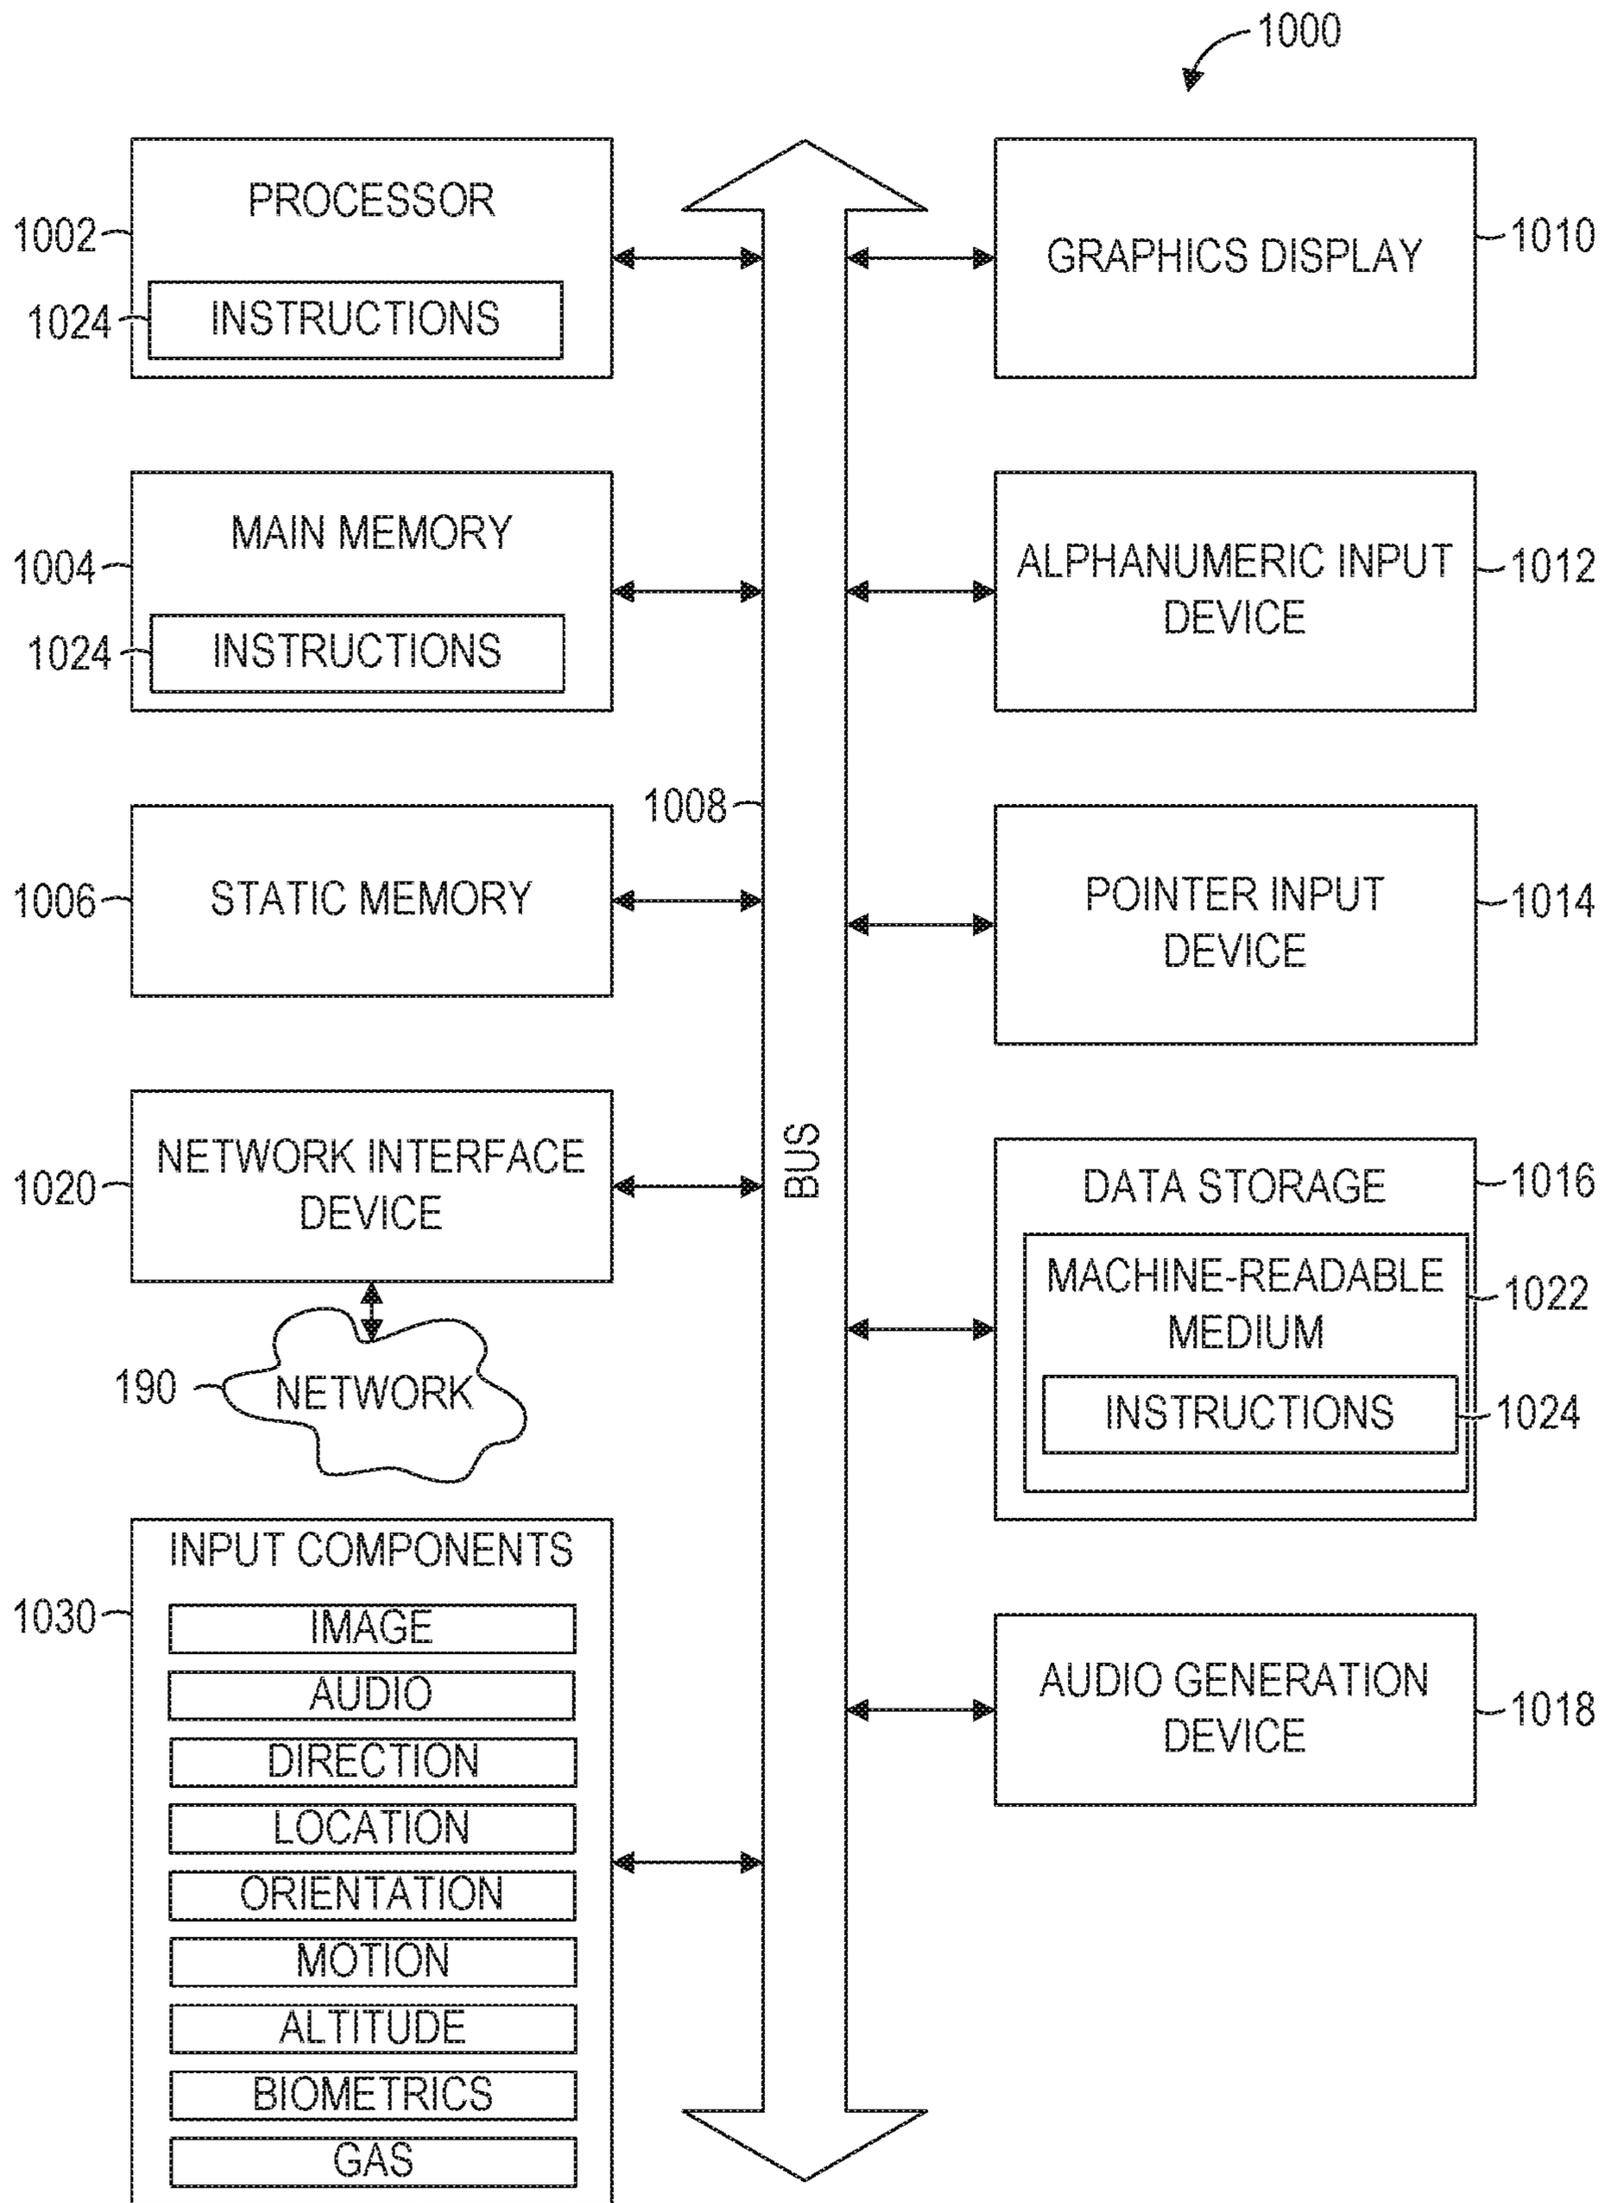 1000
PROCESSOR
1002
INSTRUCTIONS
1024
MAIN MEMORY
1004
INSTRUCTIONS
1024
1008
STATIC MEMORY
1006
NETWORK INTERFACE
DEVICE
1020
NETWORK
190
INPUT COMPONENTS
1030
IMAGE
AUDIO
DIRECTION
LOCATION
ORIENTATION
MOTION
ALTITUDE
BIOMETRICS
GAS
BUS
GRAPHICS DISPLAY
1010
ALPHANUMERIC INPUT
DEVICE
1012
POINTER INPUT
DEVICE
1014
DATA STORAGE
1016
MACHINE-READABLE
MEDIUM
1022
INSTRUCTIONS
1024
AUDIO GENERATION
DEVICE
1018